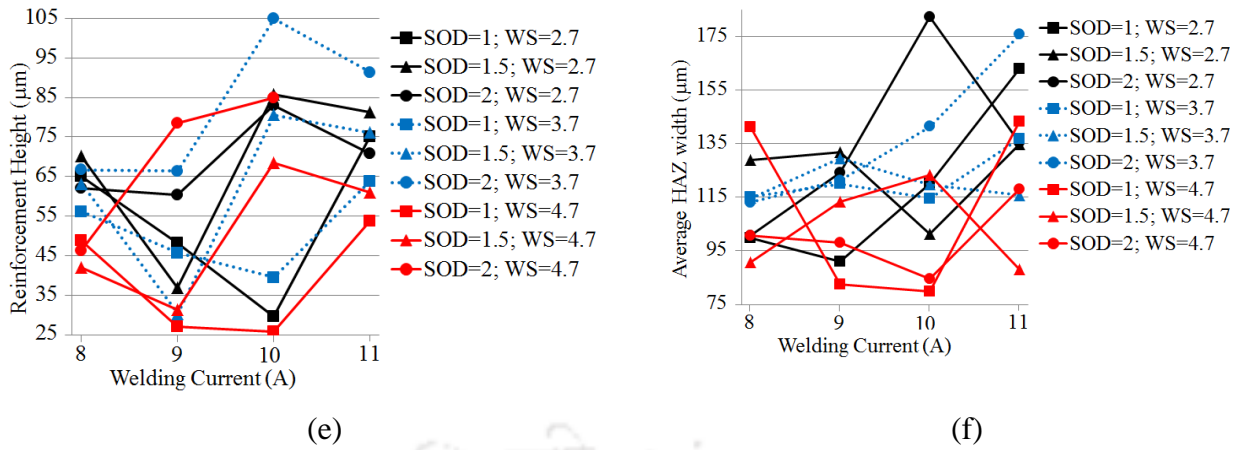 Reinforcement Height (µm)
105
95
85
75
65
55
45
35
25
8 9 10 11
Welding Current (A)
SOD=1; WS=2.7
SOD=1.5; WS=2.7
SOD=2; WS=2.7
SOD=1; WS=3.7
SOD=1.5; WS=3.7
SOD=2; WS=3.7
SOD=1; WS=4.7
SOD=1.5; WS=4.7
SOD=2; WS=4.7
(e)
Average HAZ width (µm)
175
155
135
115
95
75
8 9 10 11
Welding Current (A)
SOD=1; WS=2.7
SOD=1.5; WS=2.7
SOD=2; WS=2.7
SOD=1; WS=3.7
SOD=1.5; WS=3.7
SOD=2; WS=3.7
SOD=1; WS=4.7
SOD=1.5; WS=4.7
SOD=2; WS=4.7
(f)